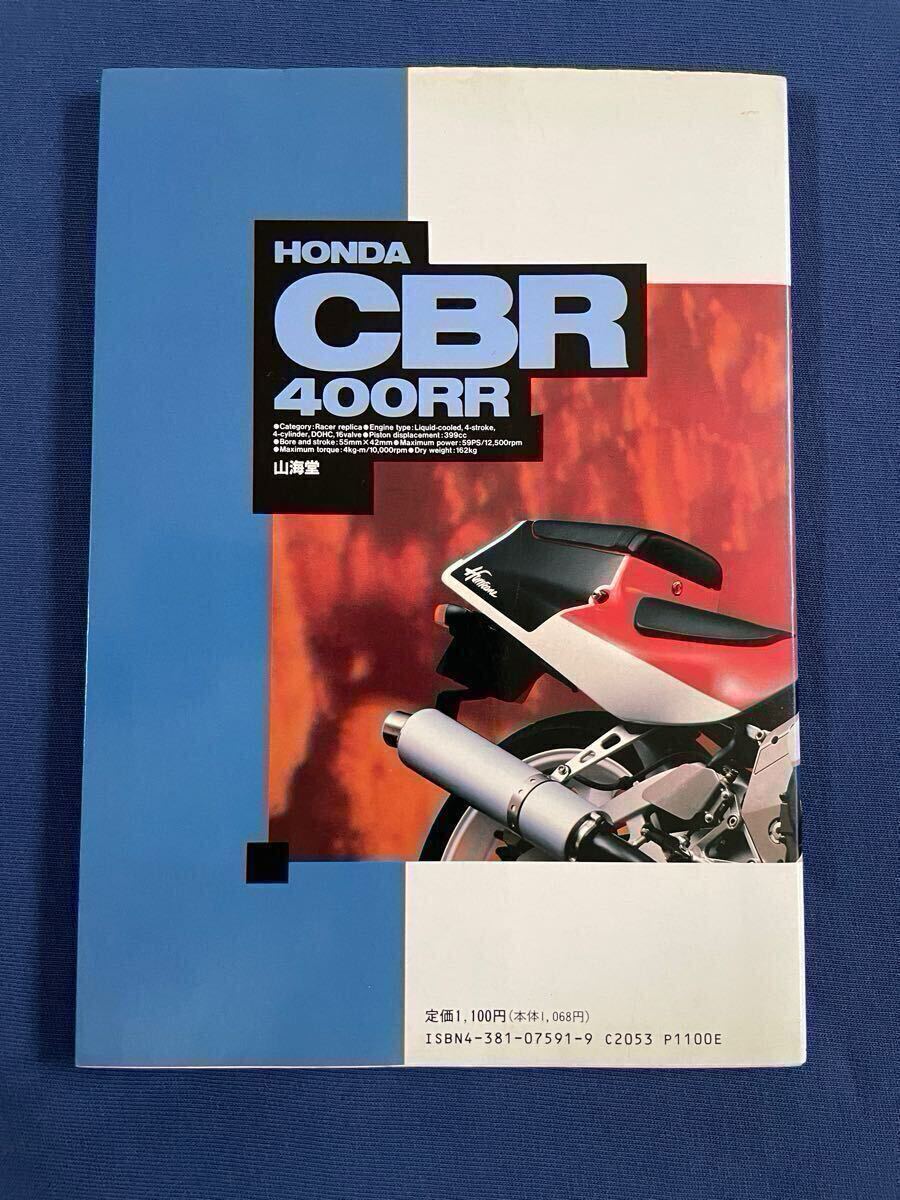 HONDA
CBR
400RR
●Category:Racer replica●Engine type:Liquid-cooled, 4-stroke,
4-cylinder, DOHC, 16valve●Piston displacement:399cc
●Bore and stroke:55mm×42mm●Maximum power:59PS/12,500rpm
●Maximum torque:4kg-m/10,000rpm●Dry weight:162kg
山海堂
定価1,100円(本体1,068円)
ISBN4-381-07591-9 C2053 P1100E